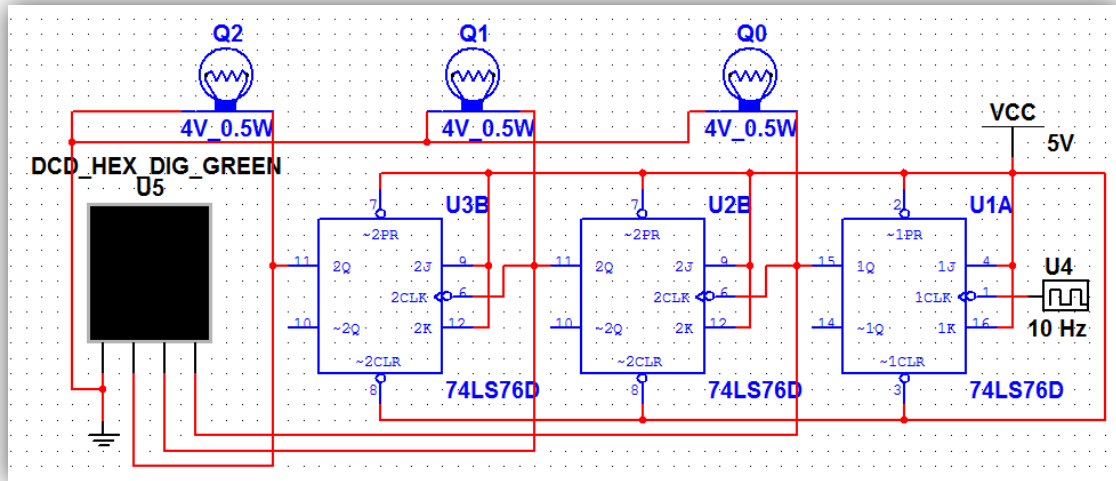 Q2 Q1 Q0
4V_0.5W 4V_0.5W 4V_0.5W
VCC
5V
DCD_HEX_DIG_GREEN
U5
7 U3B 7 U2B 2 U1A
~2PR ~2PR ~1PR
11 2Q 2J 9 11 2Q 2J 9 15 1Q 1J 4
U4
2CLK 6 2CLK 6 1CLK 1
10 ~2Q 2K 12 10 ~2Q 2K 12 14 ~1Q 1K 16
10 Hz
~2CLR ~2CLR ~1CLR
8 74LS76D 8 74LS76D 3 74LS76D